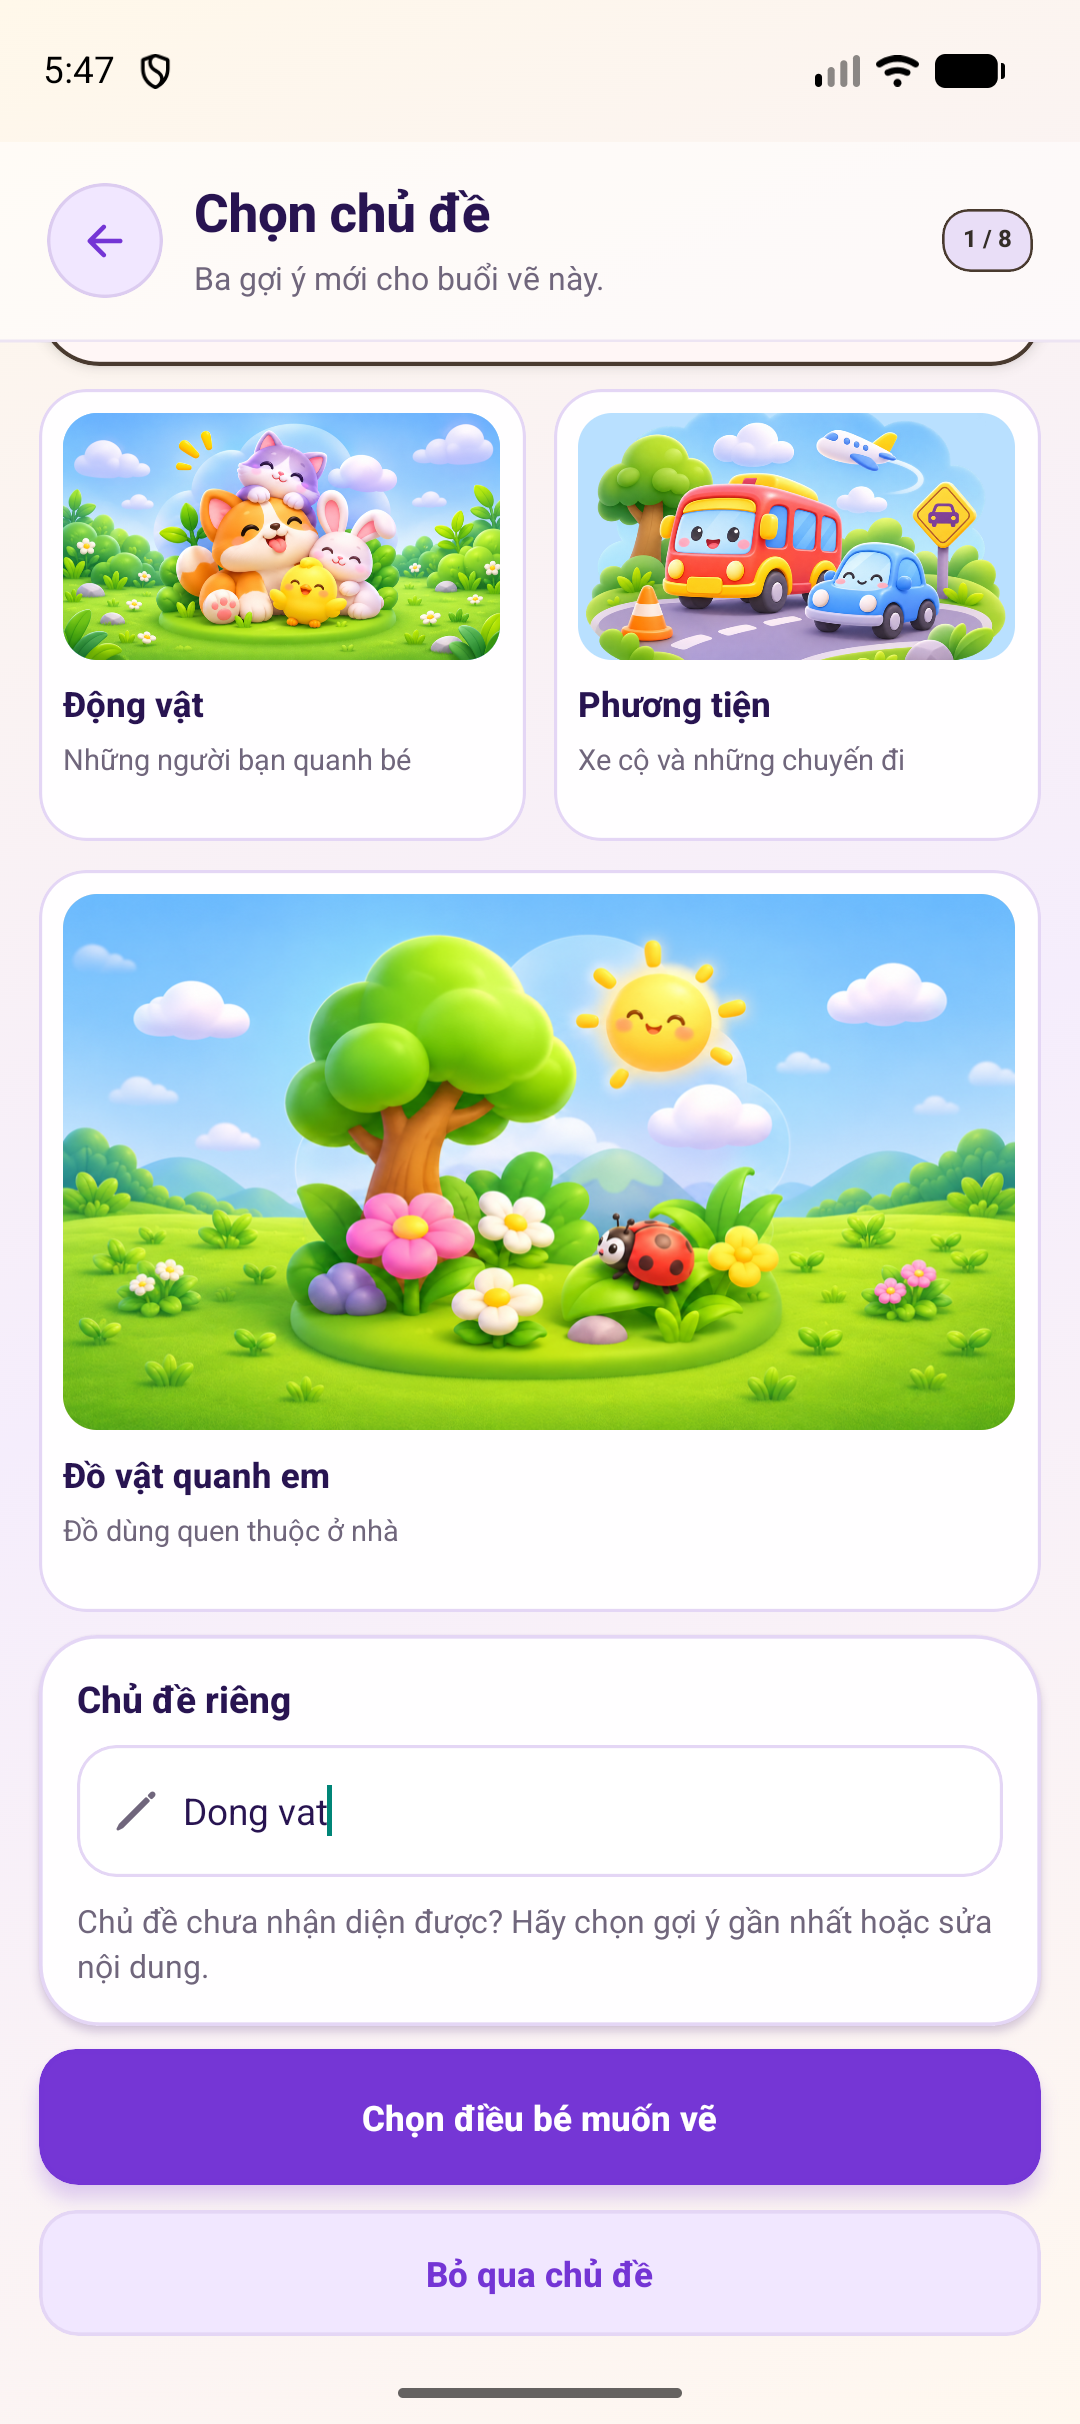 5:47
Chọn chủ đề
Ba gợi ý mới cho buổi vẽ này.
1 / 8
Động vật
Những người bạn quanh bé
Phương tiện
Xe cộ và những chuyến đi
Đồ vật quanh em
Đồ dùng quen thuộc ở nhà
Chủ đề riêng
Dong vat
Chủ đề chưa nhận diện được? Hãy chọn gợi ý gần nhất hoặc sửa
nội dung.
Chọn điều bé muốn vẽ
Bỏ qua chủ đề